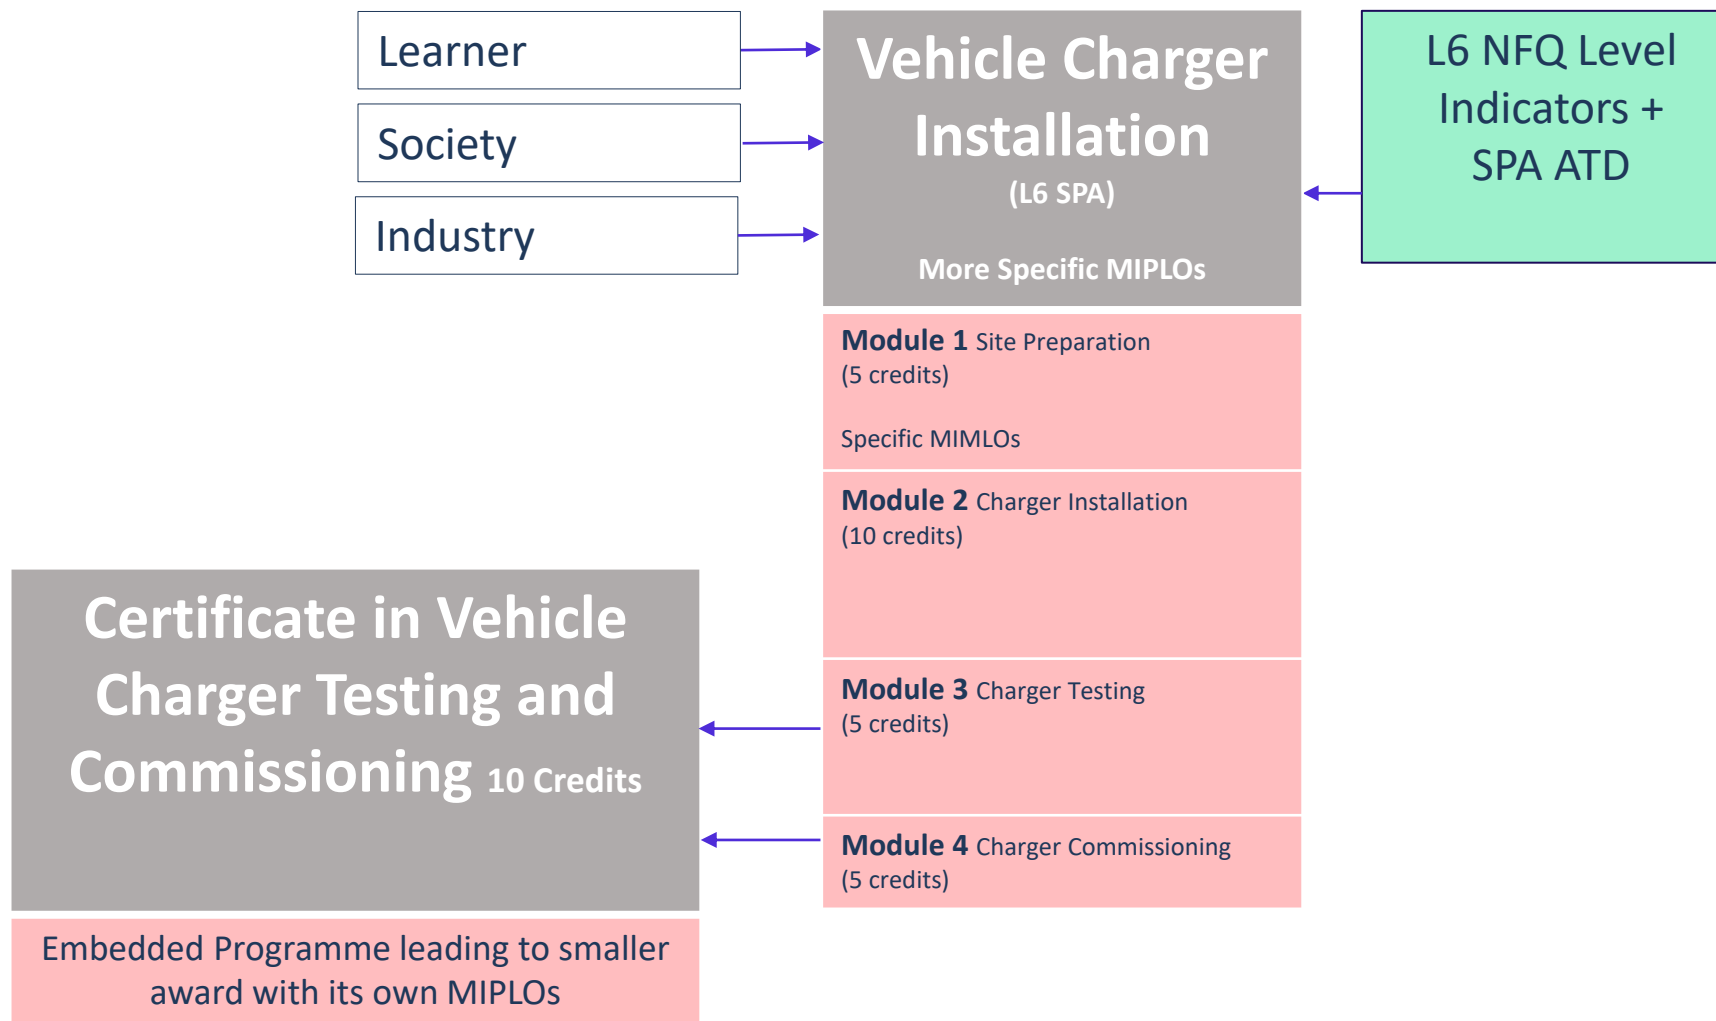 Learner
Society
Industry
Vehicle Charger
Installation
(L6 SPA)
More Specific MIPLOs
L6 NFQ Level
Indicators +
SPA ATD
Module 1 Site Preparation
(5 credits)
Specific MIMLOs
Module 2 Charger Installation
(10 credits)
Module 3 Charger Testing
(5 credits)
Module 4 Charger Commissioning
(5 credits)
Certificate in Vehicle
Charger Testing and
Commissioning 10 Credits
Embedded Programme leading to smaller
award with its own MIPLOs